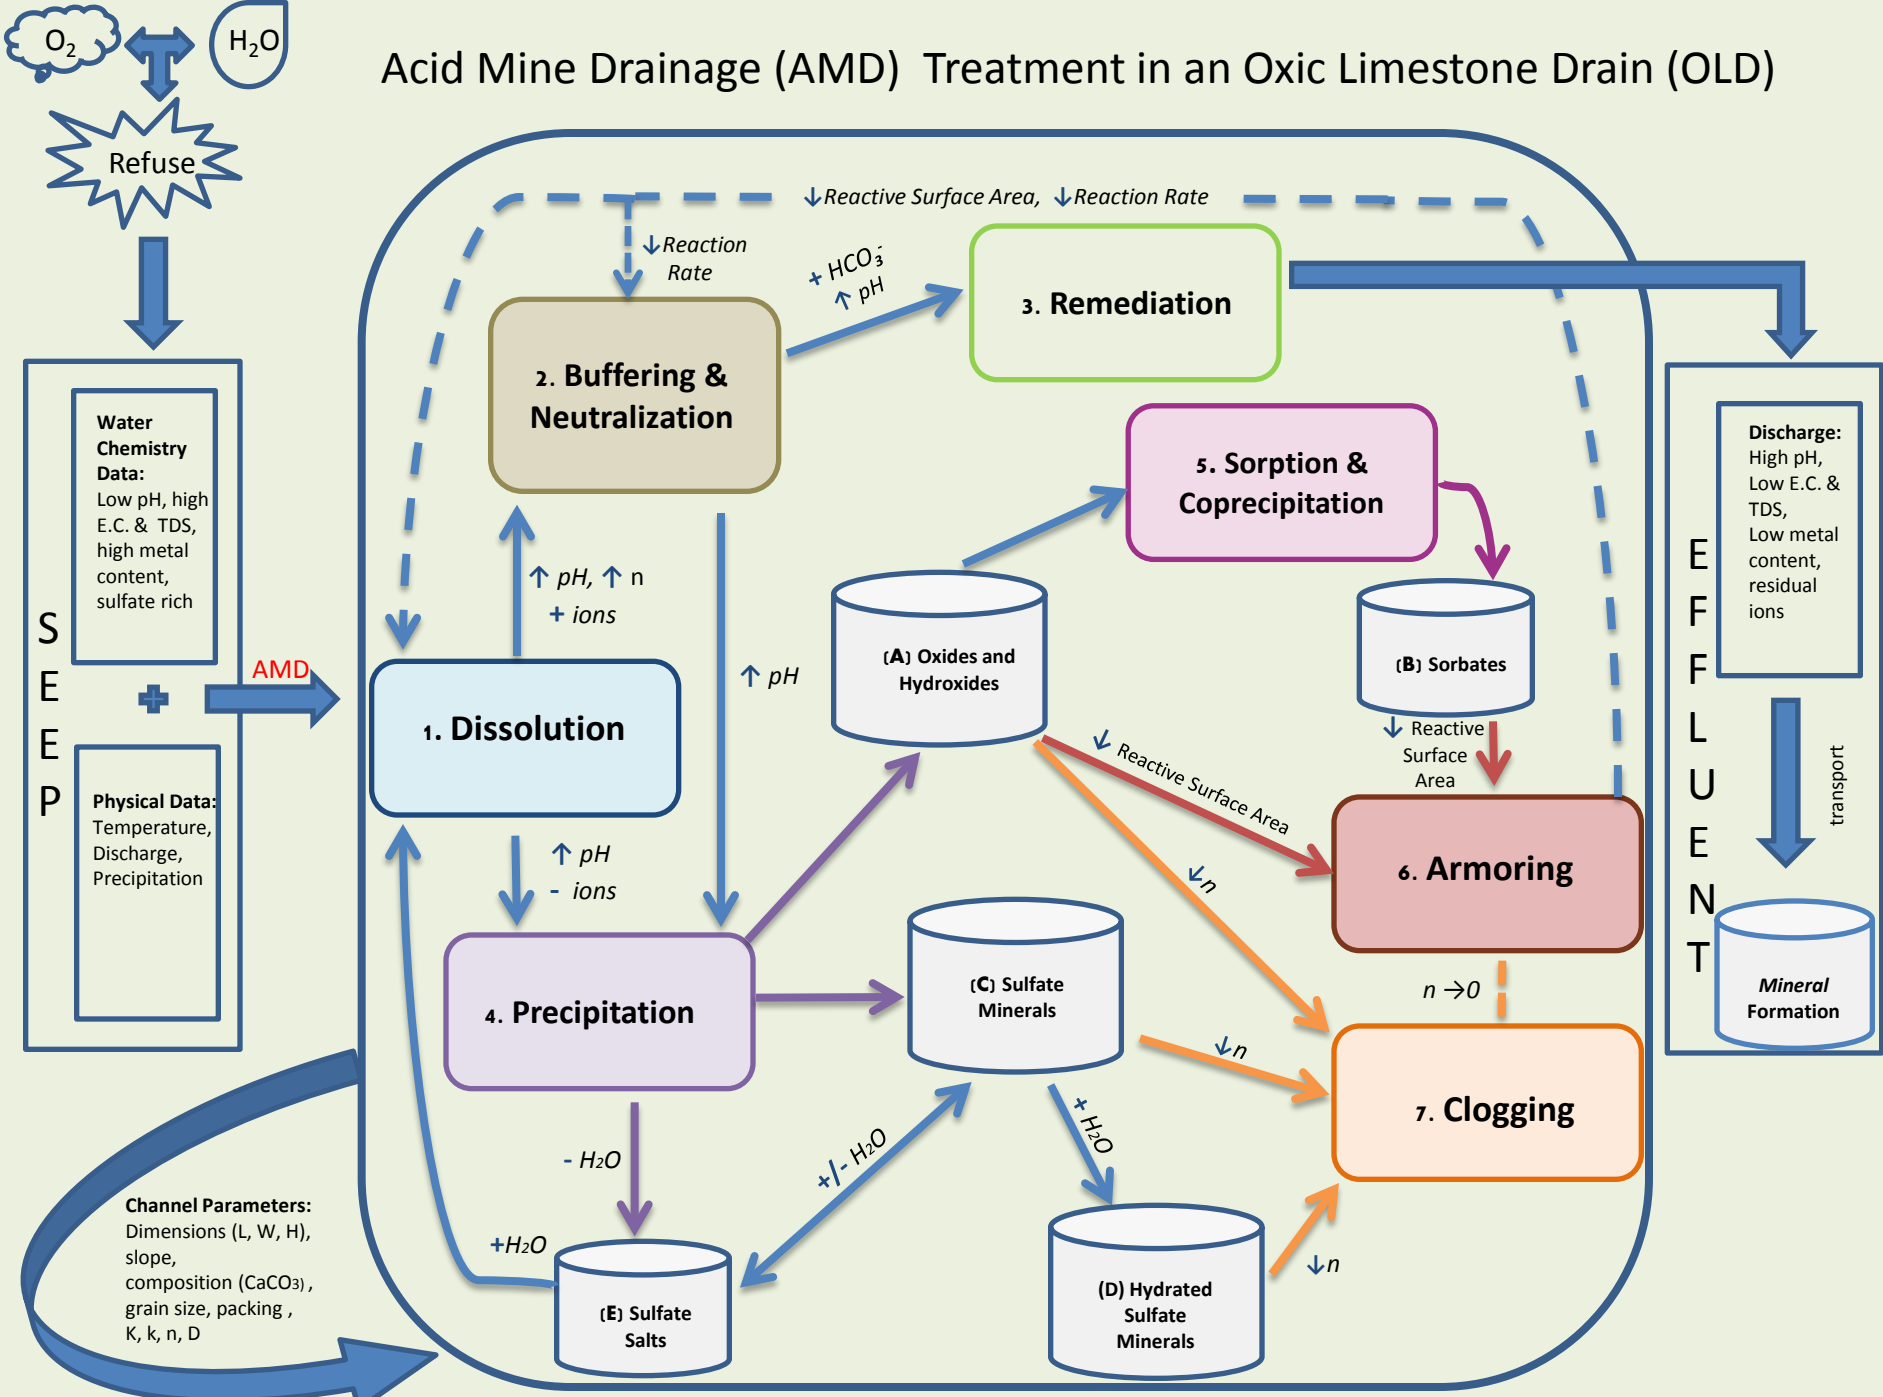 O2
H2O
Acid Mine Drainage (AMD)  Treatment in an Oxic Limestone Drain (OLD)
Refuse
↓Reactive Surface Area, ↓Reaction Rate
↓Reaction
Rate
+ HCO3-
↑ pH
3. Remediation
2. Buffering &
Neutralization
SEEP
Water
Chemistry
Data:
Low pH, high
E.C. & TDS,
high metal
content,
sulfate rich
+
Physical Data:
Temperature,
Discharge,
Precipitation
AMD
5. Sorption &
Coprecipitation
↑ pH, ↑ n
+ ions
↑ pH
(A) Oxides and
Hydroxides
(B) Sorbates
1. Dissolution
↓ Reactive
Surface
Area
↓ Reactive Surface Area
↑ pH
- ions
↓n
6. Armoring
4. Precipitation
(C) Sulfate
Minerals
n →0
↓n
7. Clogging
- H2O
+/- H2O
+ H2O
+H2O
↓n
(E) Sulfate
Salts
(D) Hydrated
Sulfate
Minerals
Channel Parameters:
Dimensions (L, W, H),
slope,
composition (CaCO3) ,
grain size, packing ,
K, k, n, D
EFFLUENT
Discharge:
High pH,
Low E.C. &
TDS,
Low metal
content,
residual
ions
transport
Mineral
Formation